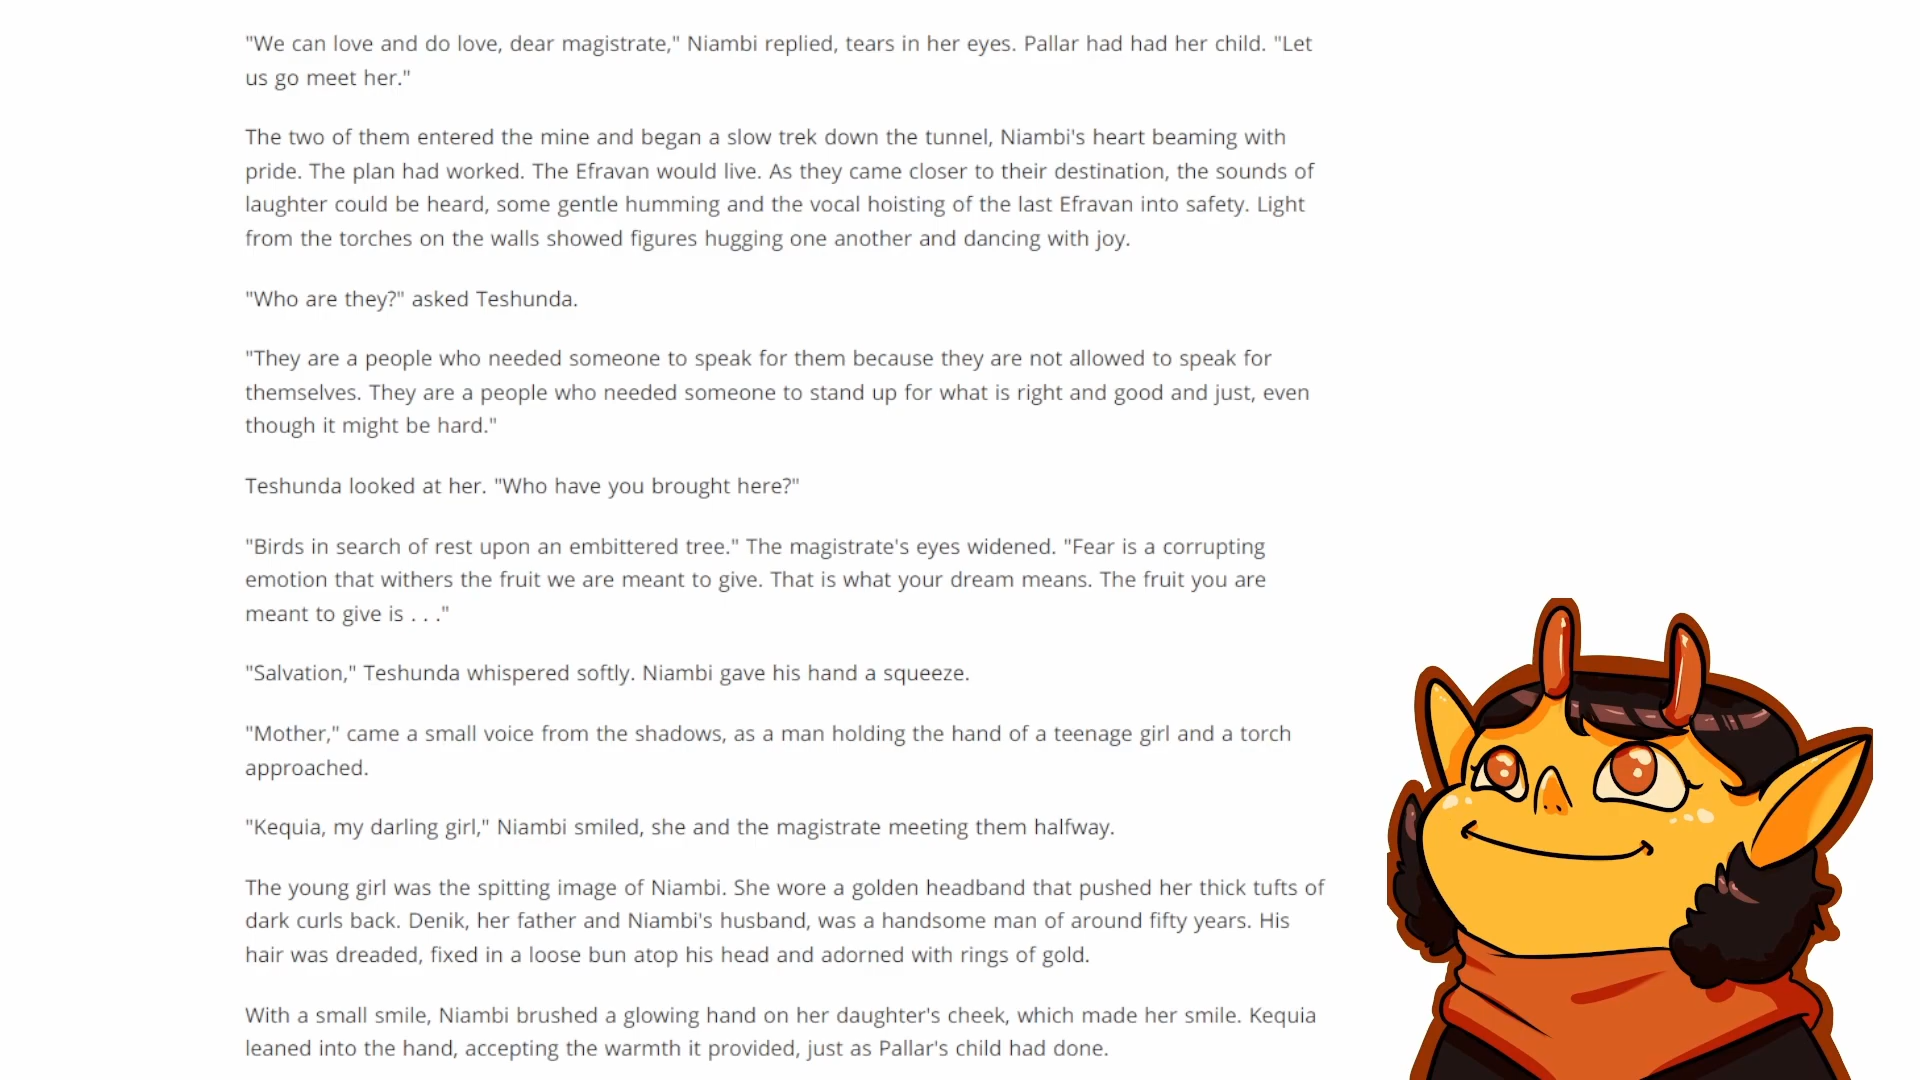 "We can love and do love, dear magistrate," Niambi replied, tears in her eyes. Pallar had had her child. "Let
us go meet her."
The two of them entered the mine and began a slow trek down the tunnel, Niambi's heart beaming with
pride. The plan had worked. The Efravan would live. As they came closer to their destination, the sounds of
laughter could be heard, some gentle humming and the vocal hoisting of the last Efravan into safety. Light
from the torches on the walls showed figures hugging one another and dancing with joy.
"Who are they?" asked Teshunda.
"They are a people who needed someone to speak for them because they are not allowed to speak for
themselves. They are a people who needed someone to stand up for what is right and good and just, even
though it might be hard."
Teshunda looked at her. "Who have you brought here?"
"Birds in search of rest upon an embittered tree." The magistrate's eyes widened. "Fear is a corrupting
emotion that withers the fruit we are meant to give. That is what your dream means. The fruit you are
meant to give is . . ."
"Salvation," Teshunda whispered softly. Niambi gave his hand a squeeze.
"Mother," came a small voice from the shadows, as a man holding the hand of a teenage girl and a torch
approached.
"Kequia, my darling girl," Niambi smiled, she and the magistrate meeting them halfway.
The young girl was the spitting image of Niambi. She wore a golden headband that pushed her thick tufts of
dark curls back. Denik, her father and Niambi's husband, was a handsome man of around fifty years. His
hair was dreaded, fixed in a loose bun atop his head and adorned with rings of gold.
With a small smile, Niambi brushed a glowing hand on her daughter's cheek, which made her smile. Kequia
leaned into the hand, accepting the warmth it provided, just as Pallar's child had done.